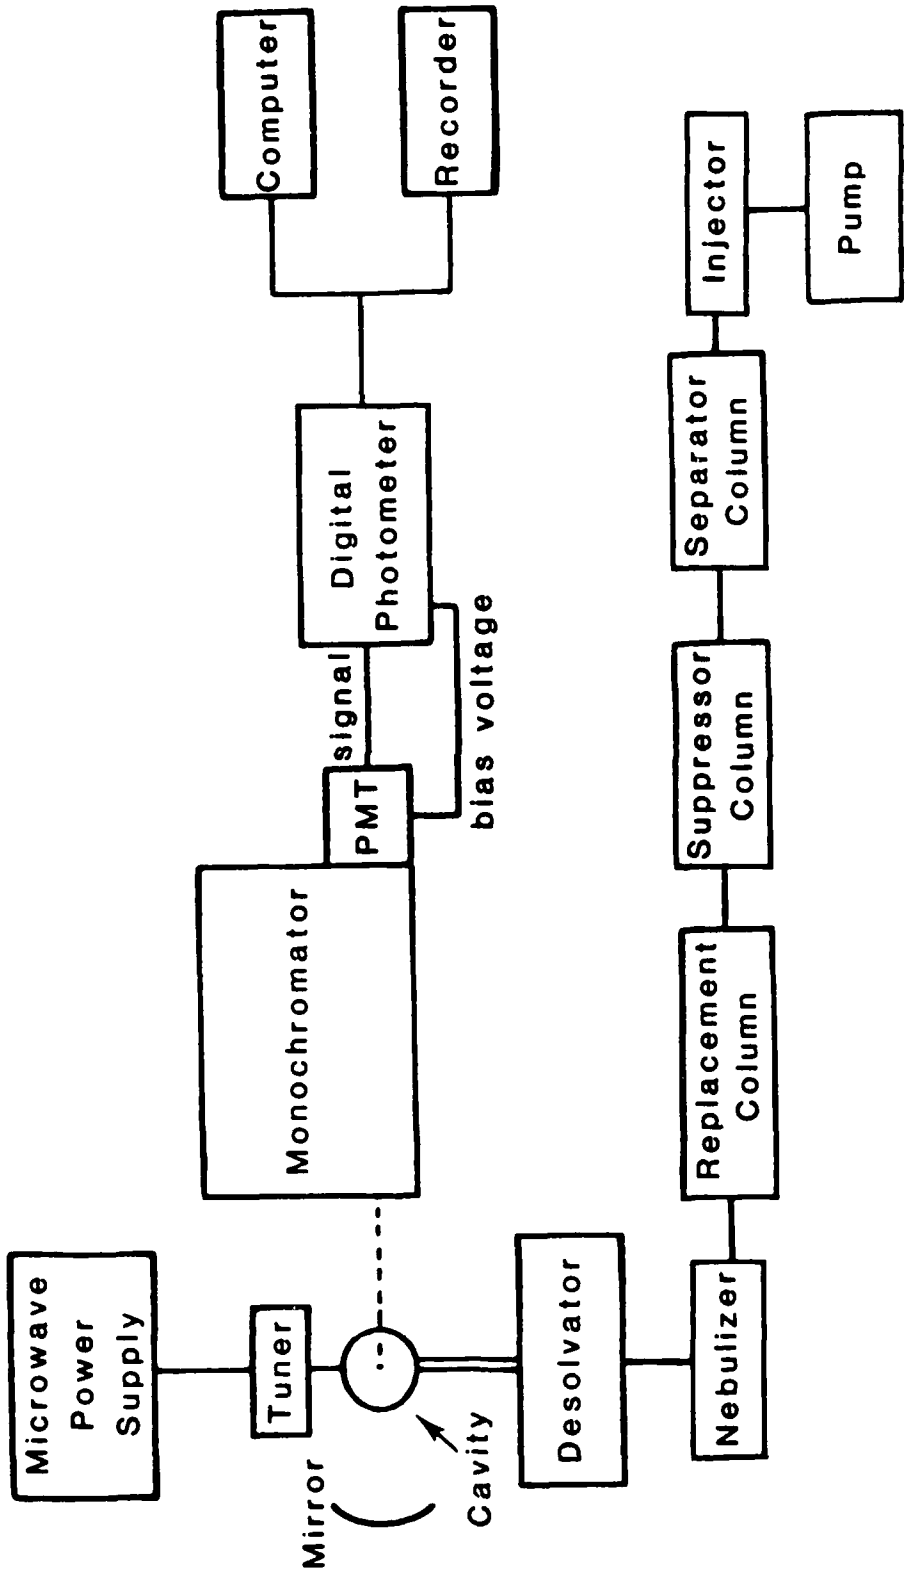 Microwave
Power
Supply
Tuner
Mirror
Cavity
Monochromator
PMT
signal
bias voltage
Digital
Photometer
Computer
Recorder
Desolvator
Nebulizer
Replacement
Column
Suppressor
Column
Separator
Column
Injector
Pump